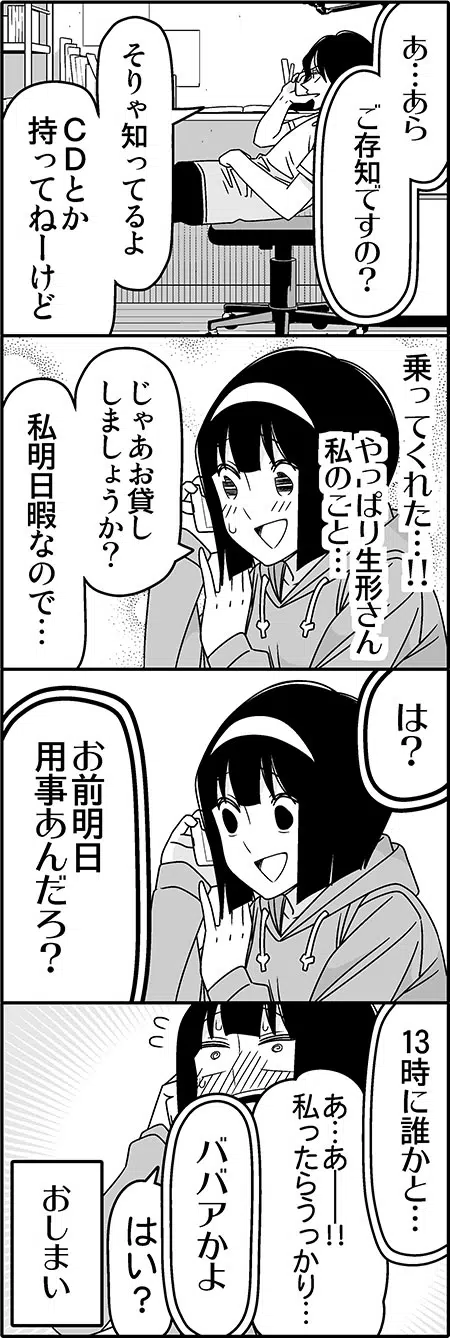 あ…あら
ご存知ですの？
そりゃ知ってるよ
CDとか
持ってねーけど
乗ってくれた…!!
やっぱり生形さん
私のこと…
じゃあお貸し
しましょうか？
私明日暇なので…
は？
お前明日
用事あんだろ？
13時に誰かと…
あ…あ──!!
私ったらうっかり…
ババアかよ
はい？
おしまい